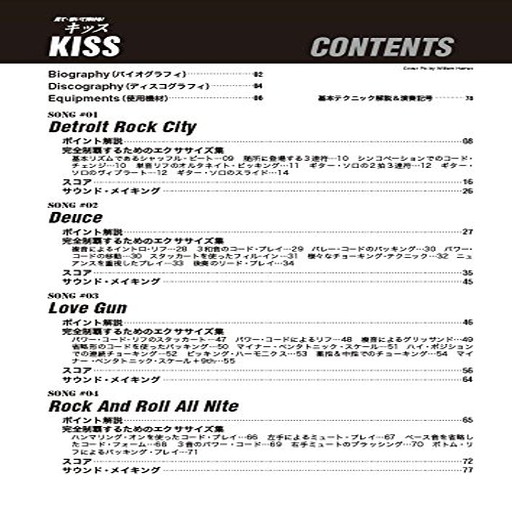 見て・聴いて弾ける!
キッス
KISS
CONTENTS
Biography(バイオグラフィ) 02
Discography(ディスコグラフィ) 04
Equipments(使用機材) 06
基本テクニック解説&演奏記号 78
SONG #01
Detroit Rock City
ポイント解説 08
完全制覇するためのエクササイズ集
基本リズムであるシャッフル・ビート…09 随所に登場する3連符…10 シンコペーションでのコード・
チェンジ…10 単音リフのオルタネイト・ピッキング…11 ギター・ソロの2拍3連符…12 ギター・
ソロのヴィブラート…12 ギター・ソロのスライド…14
スコア 16
サウンド・メイキング 26
SONG #02
Deuce
ポイント解説 27
完全制覇するためのエクササイズ集
複音によるイントロ・リフ…28 3和音のコード・プレイ…29 バレー・コードのバッキング…30 パワー・
コードの移動…30 スタッカートを使ったフィル・イン…31 様々なチョーキング・テクニック…32 ニュ
アンスを重視したプレイ…33 後奏のリード・プレイ…34
スコア 35
サウンド・メイキング 45
SONG #03
Love Gun
ポイント解説 46
完全制覇するためのエクササイズ集
パワー・コード・リフのスタッカート…47 パワー・コードによるリフ…48 複音によるグリッサンド…49
省略形のコードを使ったバッキング…50 マイナー・ペンタトニック・スケール…51 ハイ・ポジション
での連続チョーキング…52 ピッキング・ハーモニクス…53 薬指&中指でのチョーキング…54 マイ
ナー・ペンタトニック・スケール+9th…55
スコア 56
サウンド・メイキング 64
SONG #04
Rock And Roll All Nite
ポイント解説 65
完全制覇するためのエクササイズ集
ハンマリング・オンを使ったコード・プレイ…66 左手によるミュート・プレイ…67 ベース音を省略し
たコード・フォーム…68 3音のパワー・コード…69 右手ミュートのブラッシング…70 ボトム・リ
フによるバッキング・プレイ…71
スコア 72
サウンド・メイキング 77